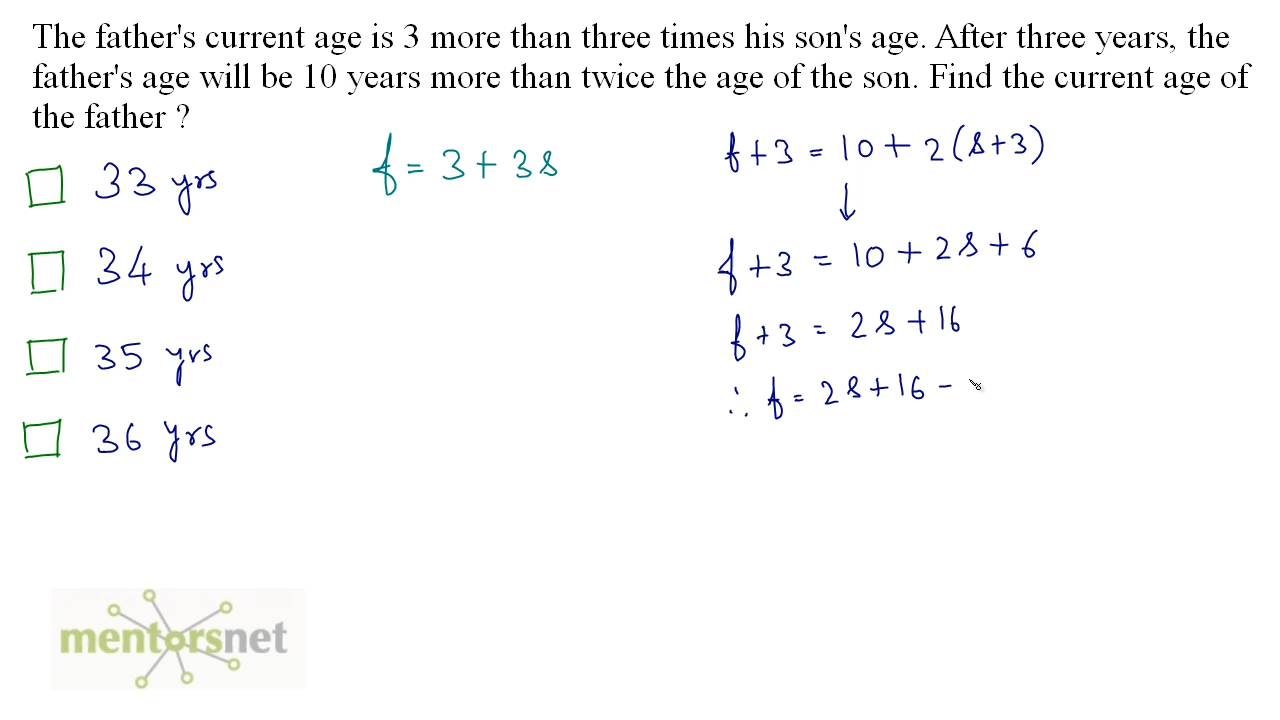 The father's current age is 3 more than three times his son's age. After three years, the
father's age will be 10 years more than twice the age of the son. Find the current age of
the father ?
33 yrs
34 yrs
35 yrs
36 yrs
f = 3 + 3s
f + 3 = 10 + 2(s + 3)
↓
f + 3 = 10 + 2s + 6
f + 3 = 2s + 16
∴ f = 2s + 16 -
mentorsnet